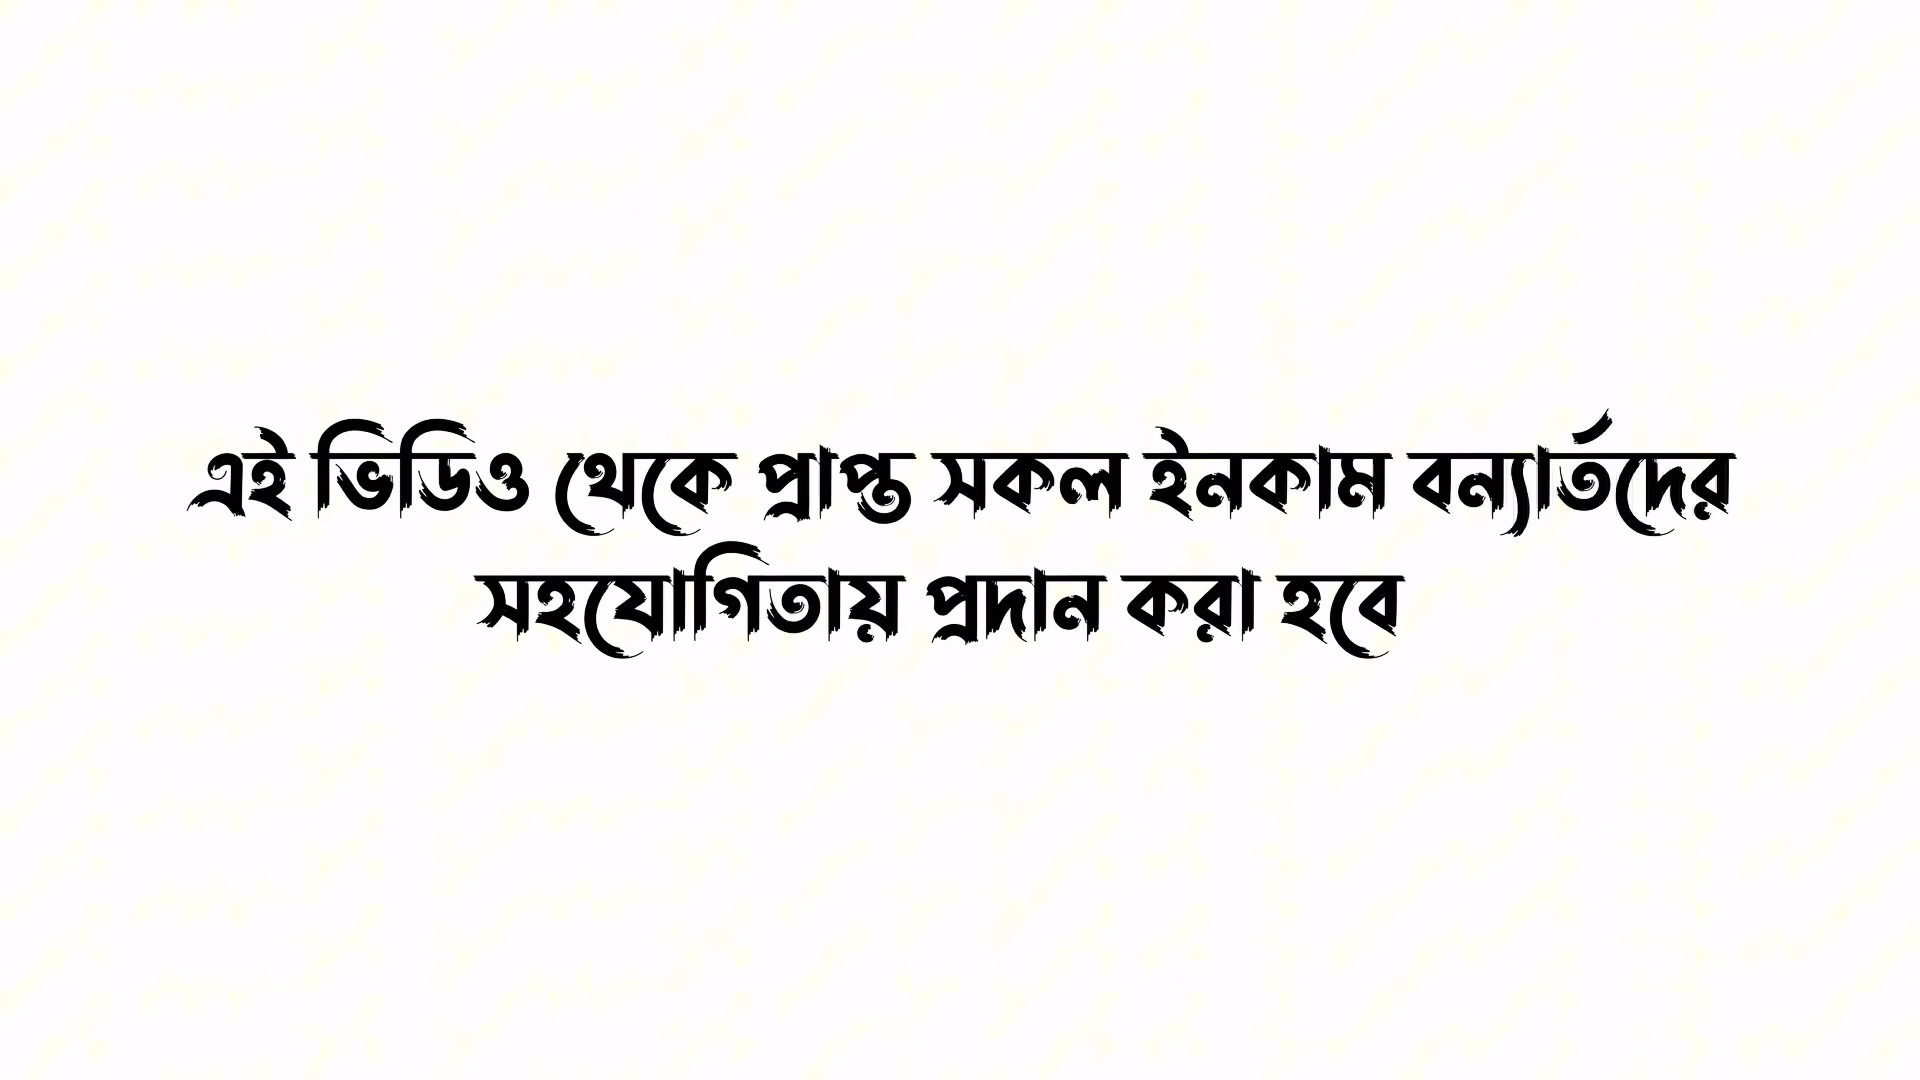 এই ভিডিও থেকে প্রাপ্ত সকল ইনকাম বন্যার্তদের
সহযোগিতায় প্রদান করা হবে